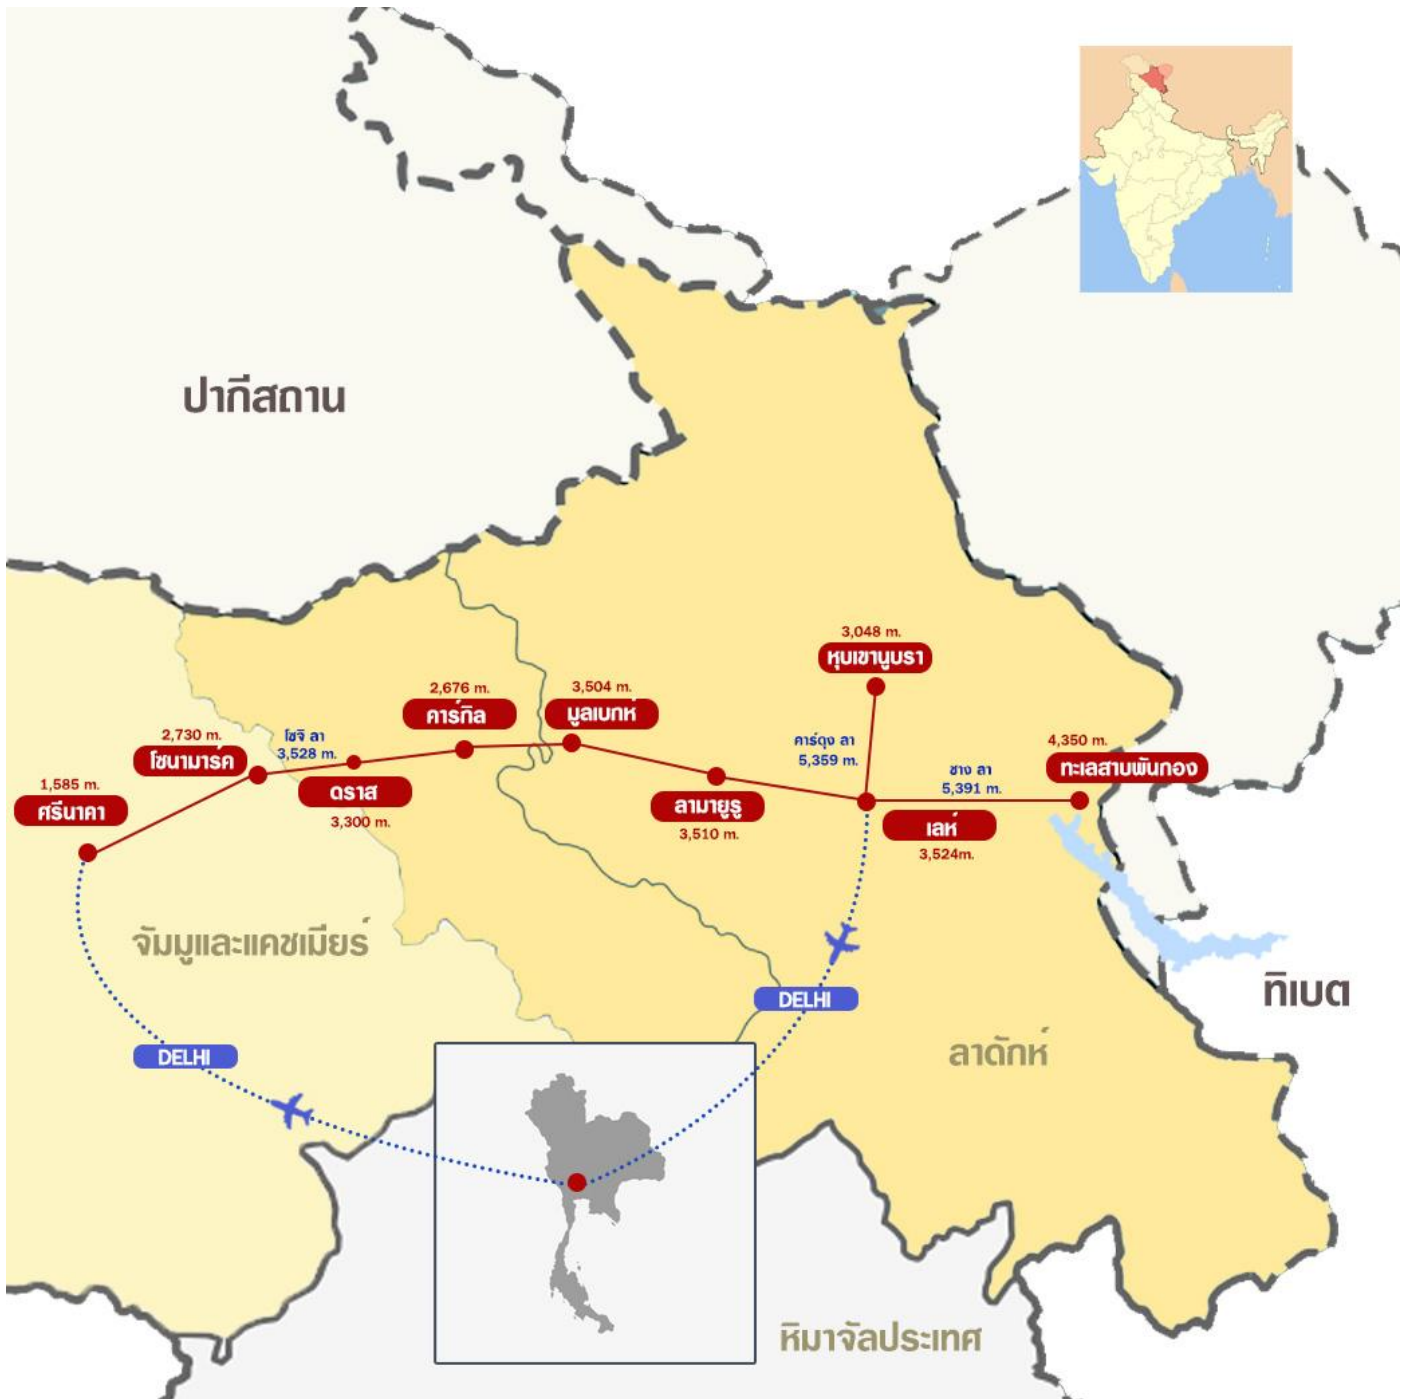 ปากีสถาน
3,048 m.
หุบเขานูบรา
2,676 m.
คาร์กิล
3,504 m.
มูลเบกห์
2,730 m.
โซนามาร์ค
โซจิ ลา
3,528 m.
คาร์ดุง ลา
5,359 m.
4,350 m.
ทะเลสาบพันกอง
ชาง ลา
5,391 m.
1,585 m.
ศรีนาคา
ดราส
3,300 m.
ลามายูรู
3,510 m.
เลห์
3,524m.
จัมมูและแคชเมียร์
ทิเบต
DELHI
DELHI
ลาดักห์
หิมาจัลประเทศ